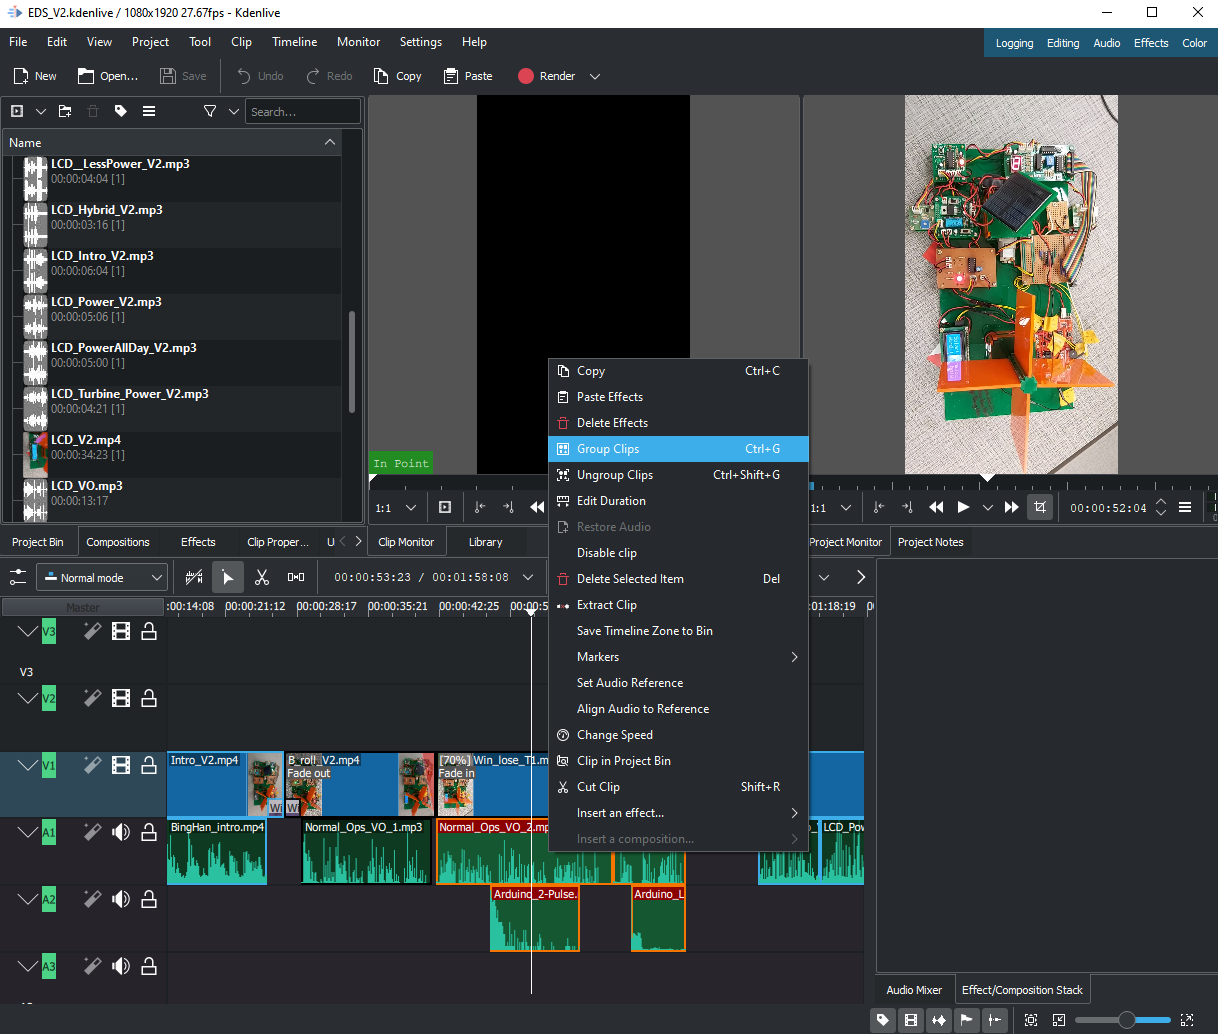 EDS_V2.kdenlive / 1080x1920 27.67fps - Kdenlive
File Edit View Project Tool Clip Timeline Monitor Settings Help
Logging Editing Audio Effects Color
New Open... Save Undo Redo Copy Paste Render
Search...
Name
LCD__LessPower_V2.mp3
00:00:04:04 [1]
LCD_Hybrid_V2.mp3
00:00:03:16 [1]
LCD_Intro_V2.mp3
00:00:06:04 [1]
LCD_Power_V2.mp3
00:00:05:06 [1]
LCD_PowerAllDay_V2.mp3
00:00:05:00 [1]
LCD_Turbine_Power_V2.mp3
00:00:04:21 [1]
LCD_V2.mp4
00:00:34:23 [1]
LCD_VO.mp3
00:00:13:17
In Point
1:1
1:1
00:00:52:04
Project Bin Compositions Effects Clip Proper... U
Clip Monitor Library
Project Monitor Project Notes
Copy Ctrl+C
Paste Effects
Delete Effects
Group Clips Ctrl+G
Ungroup Clips Ctrl+Shift+G
Edit Duration
Restore Audio
Disable clip
Delete Selected Item Del
Extract Clip
Save Timeline Zone to Bin
Markers
Set Audio Reference
Align Audio to Reference
Change Speed
Clip in Project Bin
Cut Clip Shift+R
Insert an effect...
Insert a composition...
Normal mode
00:00:53:23 / 00:01:58:08
Master
:00:14:08 00:00:21:12 00:00:28:17 00:00:35:21 00:00:42:25 00:00:5 :01:18:19 00
V3
V3
V2
V1
Intro_V2.mp4 B_roll_V2.mp4 [70%] Win_lose_T1.m
Fade out Fade in
Wi Wi
A1
BingHan_intro.mp4 Normal_Ops_VO_1.mp3 Normal_Ops_VO_2.mp LCD_Pow
A2
Arduino_2-Pulse. Arduino_L
A3
Audio Mixer Effect/Composition Stack